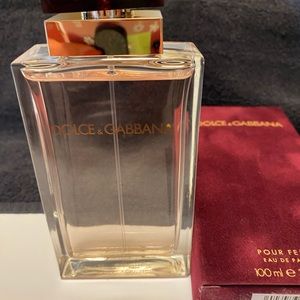 DOLCE & GABBANA
DOLCE & GABBANA
POUR FE
EAU DE PA
100 ml e